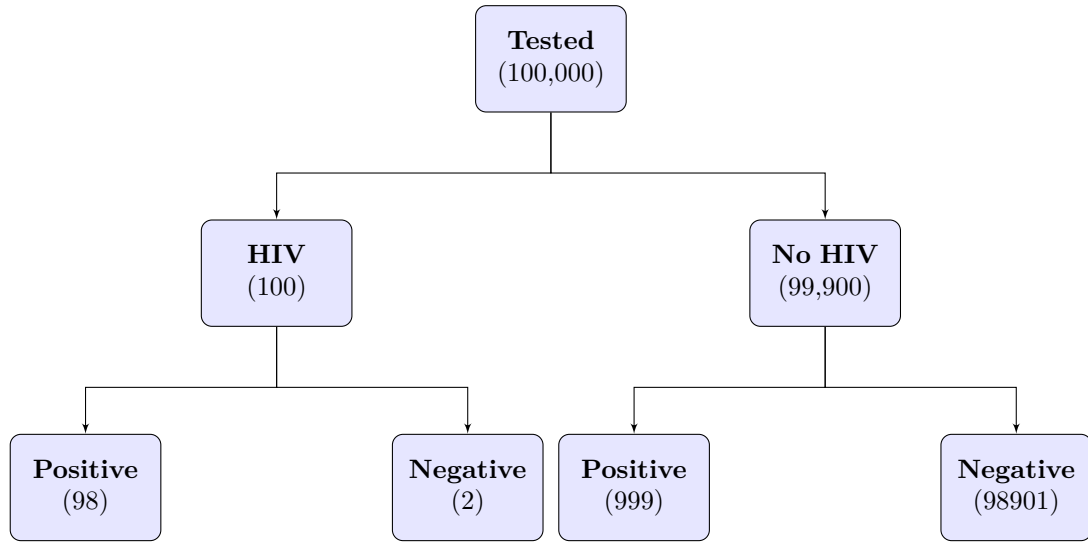 Tested
(100,000)
HIV
(100)
No HIV
(99,900)
Positive
(98)
Negative
(2)
Positive
(999)
Negative
(98901)